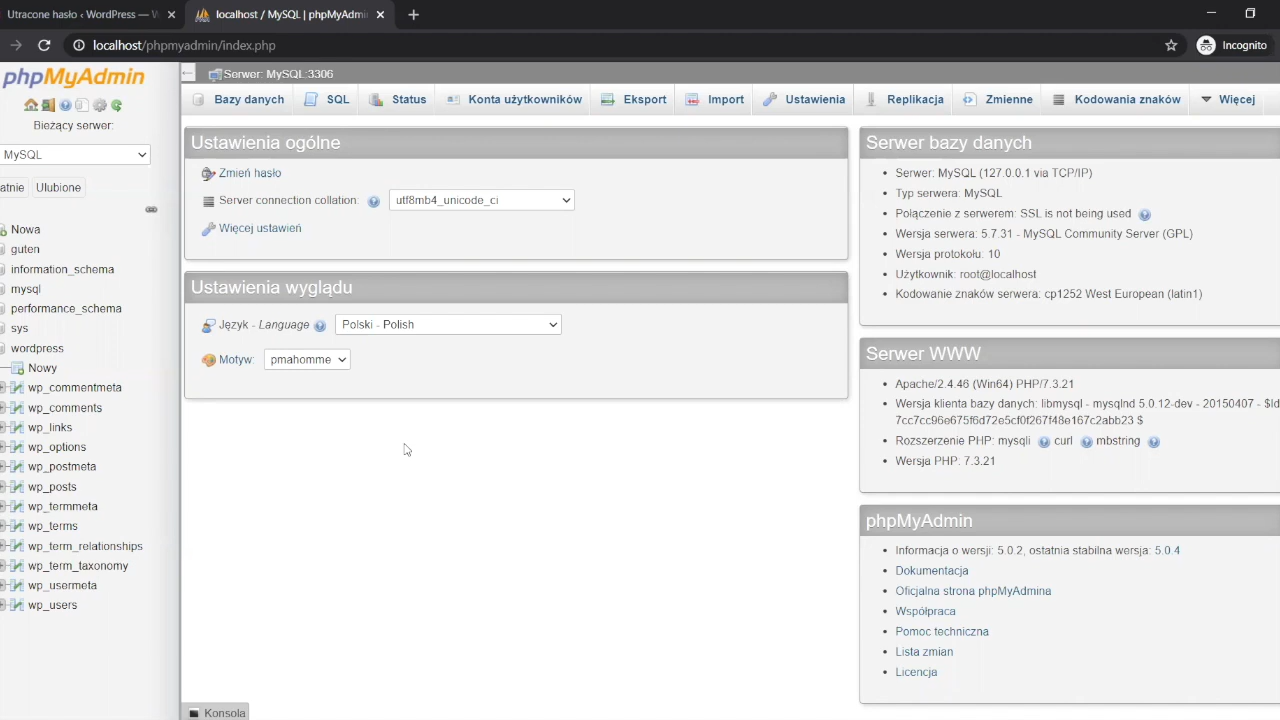 Utracone hasło ‹ WordPress — W
localhost / MySQL | phpMyAdmin
localhost/phpmyadmin/index.php
Incognito
phpMyAdmin
Bieżący serwer:
MySQL
atnie
Ulubione
Nowa
guten
information_schema
mysql
performance_schema
sys
wordpress
Nowy
wp_commentmeta
wp_comments
wp_links
wp_options
wp_postmeta
wp_posts
wp_termmeta
wp_terms
wp_term_relationships
wp_term_taxonomy
wp_usermeta
wp_users
Serwer: MySQL:3306
Bazy danych SQL Status Konta użytkowników Eksport Import Ustawienia Replikacja Zmienne Kodowania znaków Więcej
Ustawienia ogólne
Zmień hasło
Server connection collation: utf8mb4_unicode_ci
Więcej ustawień
Ustawienia wyglądu
Język - Language Polski - Polish
Motyw: pmahomme
Konsola
Serwer bazy danych
Serwer: MySQL (127.0.0.1 via TCP/IP)
Typ serwera: MySQL
Połączenie z serwerem: SSL is not being used
Wersja serwera: 5.7.31 - MySQL Community Server (GPL)
Wersja protokołu: 10
Użytkownik: root@localhost
Kodowanie znaków serwera: cp1252 West European (latin1)
Serwer WWW
Apache/2.4.46 (Win64) PHP/7.3.21
Wersja klienta bazy danych: libmysql - mysqlnd 5.0.12-dev - 20150407 - $Id
7cc7cc96e675f6d72e5cf0f267f48e167c2abb23 $
Rozszerzenie PHP: mysqli curl mbstring
Wersja PHP: 7.3.21
phpMyAdmin
Informacja o wersji: 5.0.2, ostatnia stabilna wersja: 5.0.4
Dokumentacja
Oficjalna strona phpMyAdmina
Współpraca
Pomoc techniczna
Lista zmian
Licencja